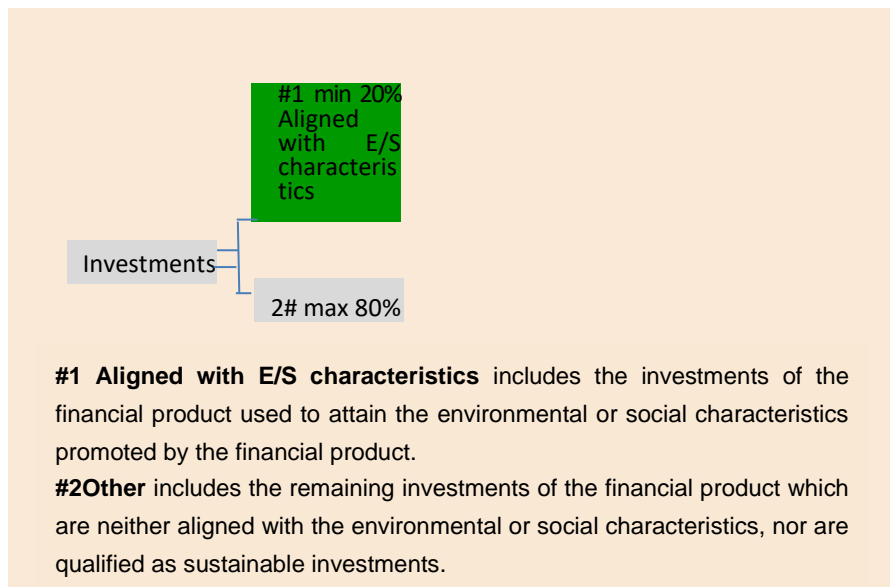 #1 min 20%
Aligned
with E/S
characteris
tics
Investments
2# max 80%
#1 Aligned with E/S characteristics includes the investments of the
financial product used to attain the environmental or social characteristics
promoted by the financial product.
#2Other includes the remaining investments of the financial product which
are neither aligned with the environmental or social characteristics, nor are
qualified as sustainable investments.